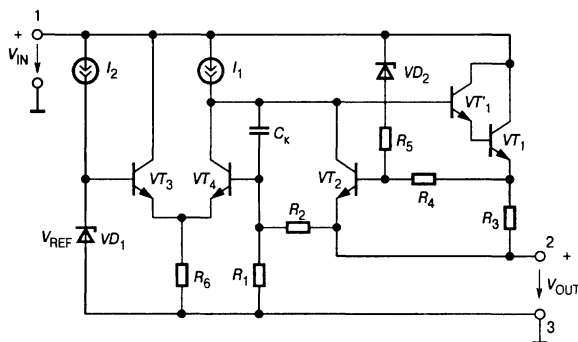 1
+
V_IN
I_2
I_1
VD_2
VT'_1
VT_1
C_к
R_5
VT_3
VT_4
VT_2
R_4
R_2
R_3
V_REF
VD_1
2
+
R_6
R_1
V_OUT
3